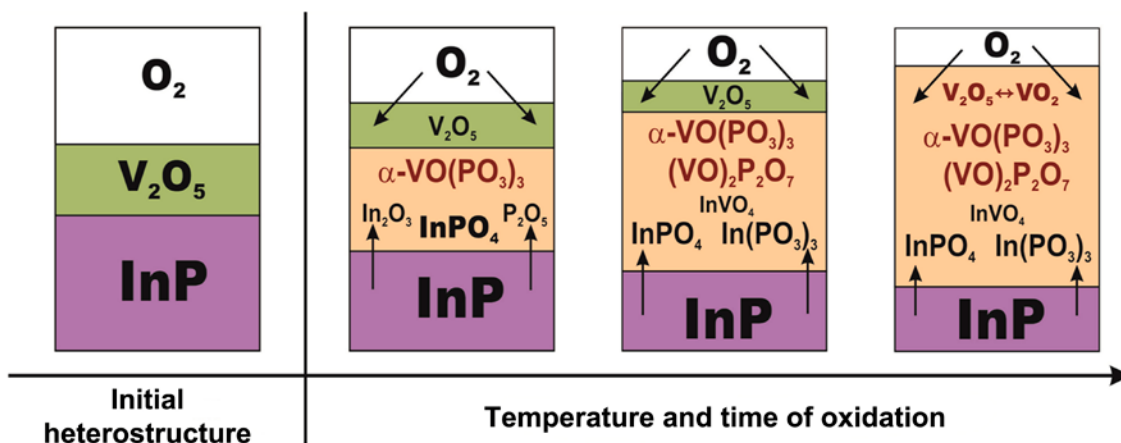 O₂
V₂O₅
InP
O₂
V₂O₅
α-VO(PO₃)₃
In₂O₃ InPO₄ P₂O₅
InP
O₂
V₂O₅
α-VO(PO₃)₃
(VO)₂P₂O₇
InVO₄
InPO₄ In(PO₃)₃
InP
O₂
V₂O₅↔VO₂
α-VO(PO₃)₃
(VO)₂P₂O₇
InVO₄
InPO₄ In(PO₃)₃
InP
Initial
heterostructure
Temperature and time of oxidation